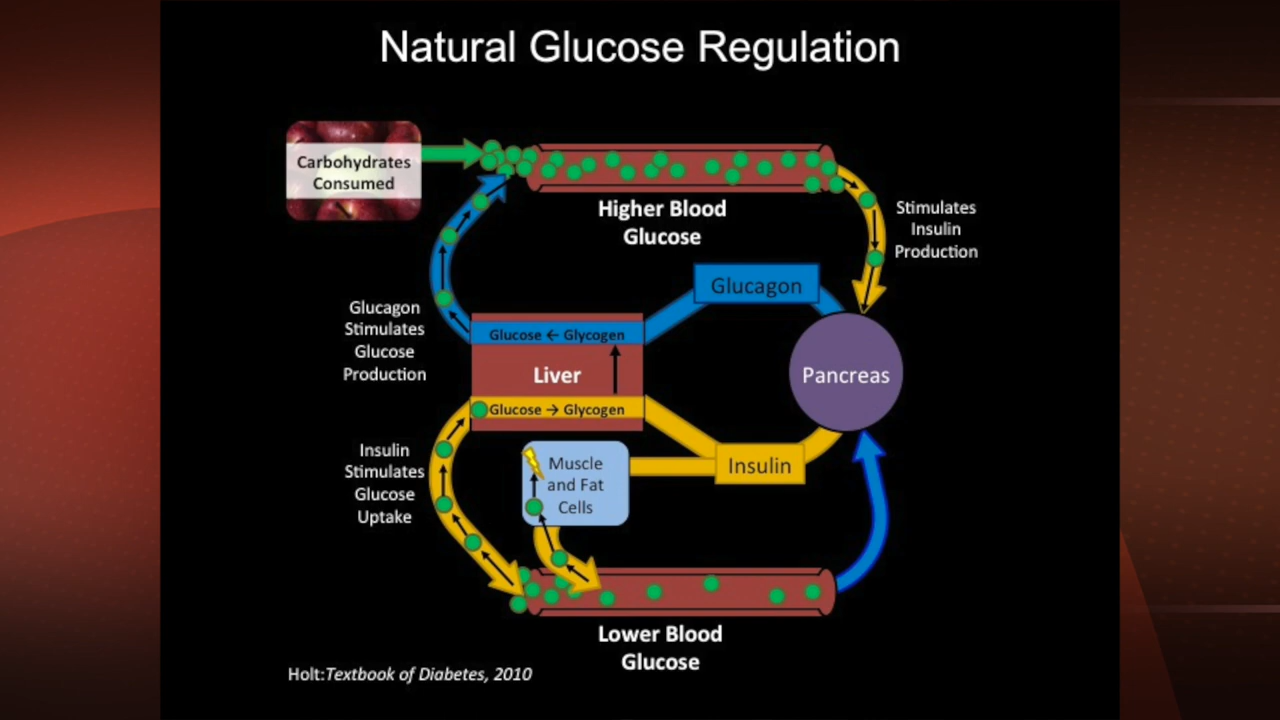 Natural Glucose Regulation
Carbohydrates
Consumed
Higher Blood
Glucose
Stimulates
Insulin
Production
Glucagon
Glucagon
Stimulates
Glucose
Production
Glucose ← Glycogen
Liver
Pancreas
Glucose → Glycogen
Insulin
Stimulates
Glucose
Uptake
Muscle
and Fat
Cells
Insulin
Lower Blood
Glucose
Holt:Textbook of Diabetes, 2010